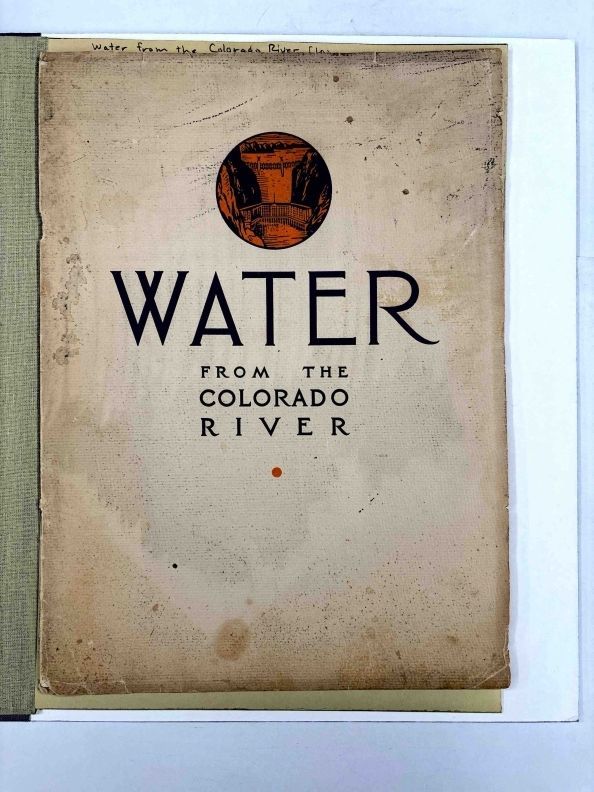 Water from the Colorado River,
WATER
FROM THE
COLORADO
RIVER